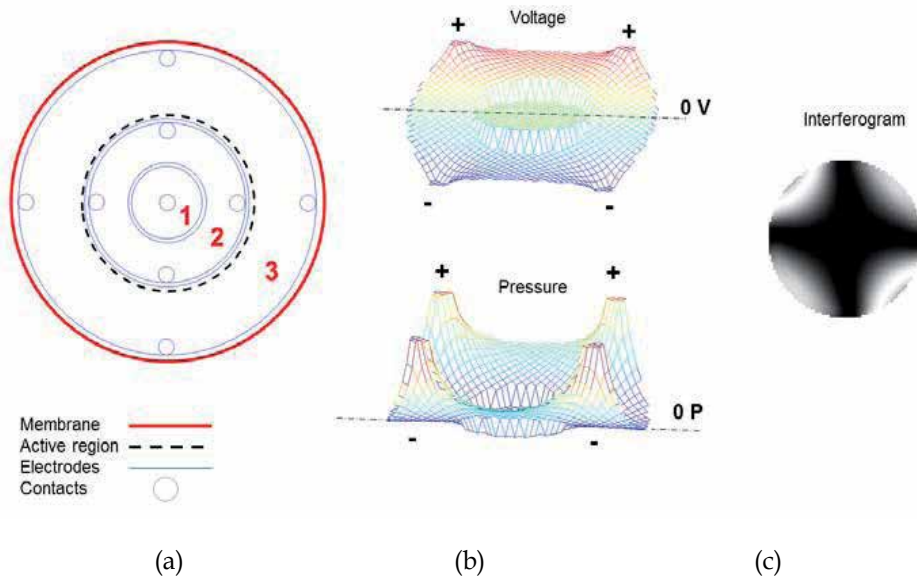 1
2
3
Membrane
Active region
Electrodes
Contacts
(a)
Voltage
+ +
0 V
- -
Pressure
+ +
0 P
- -
(b)
Interferogram
(c)